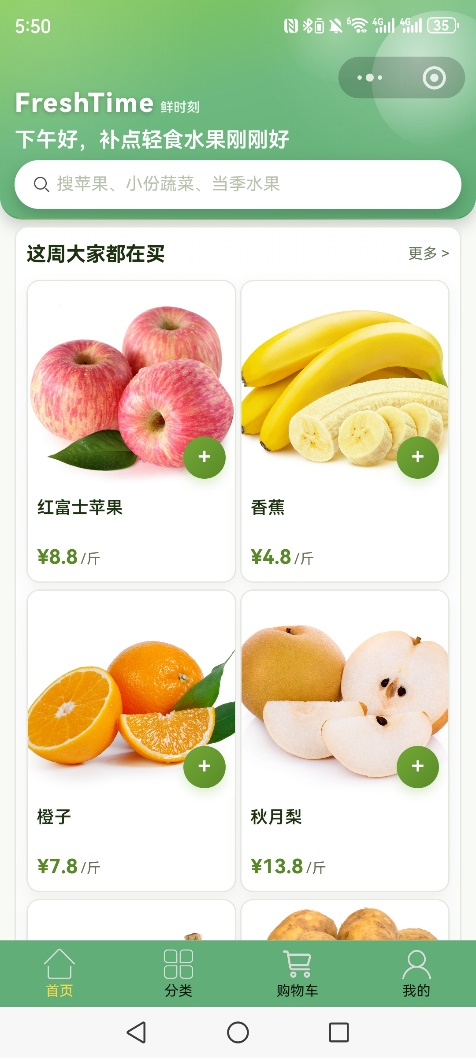 5:50
6 4G 4G 35
FreshTime 鲜时刻
下午好，补点轻食水果刚刚好
搜苹果、小份蔬菜、当季水果
这周大家都在买
更多 >
红富士苹果
香蕉
¥8.8/斤
¥4.8/斤
橙子
秋月梨
¥7.8/斤
¥13.8/斤
首页
分类
购物车
我的